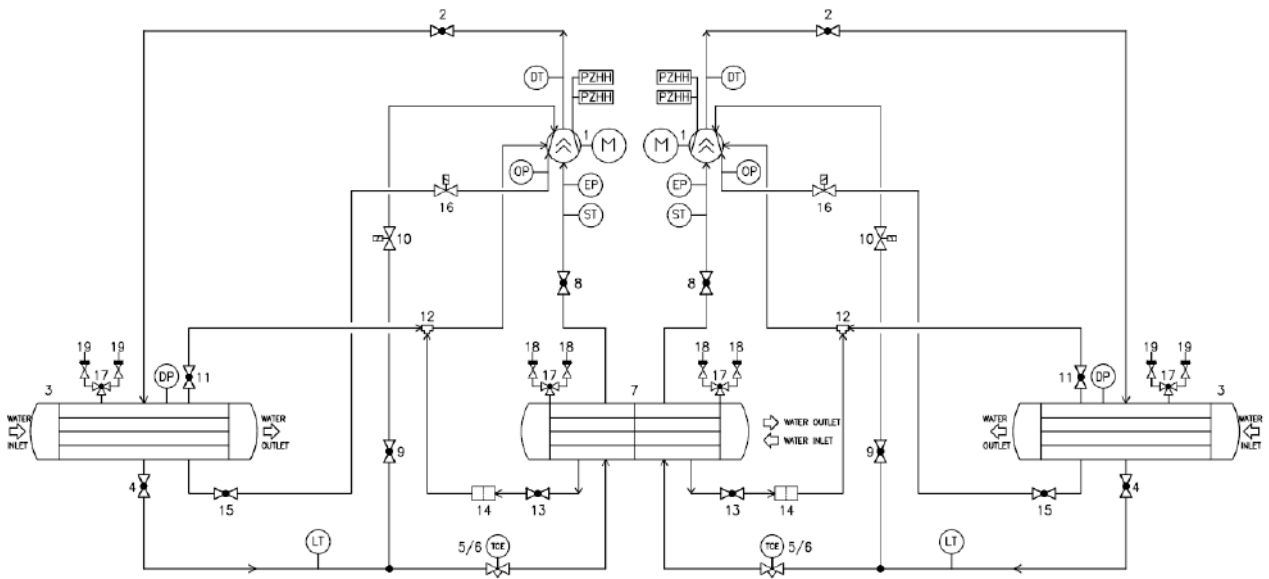 2 2
DT PZHH PZHH DT
PZHH PZHH
1 M M 1
OP OP
EP EP
16 ST ST 16
10 10
8 8
12 12
19 19 18 18 18 18 19 19
17 17 17 17
3 DP 11 7 11 DP 3
WATER INLET
WATER OUTLET
WATER OUTLET
WATER INLET
WATER OUTLET
WATER INLET
4 9 9 4
15 14 13 13 14 15
LT 5/6 TCE TCE 5/6 LT